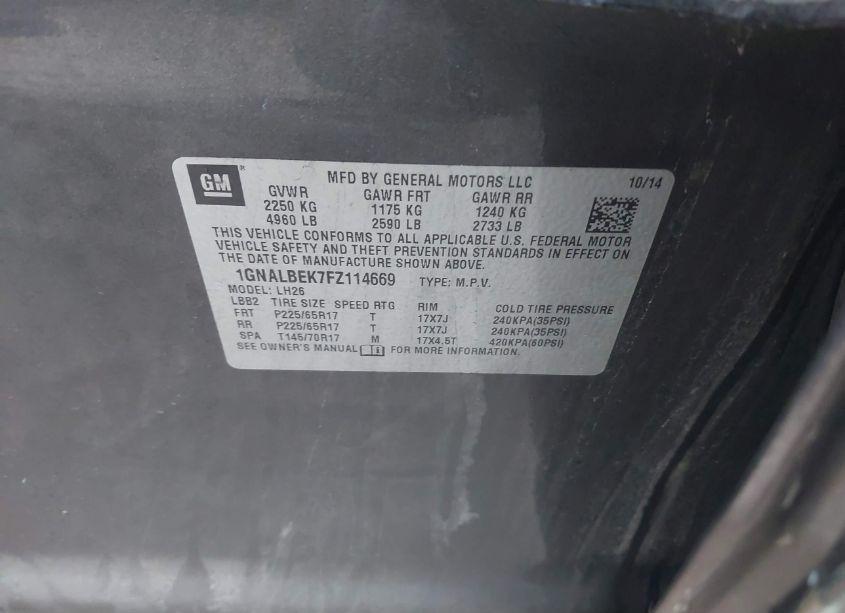 GM ® MFD BY GENERAL MOTORS LLC 10/14
GVWR GAWR FRT GAWR RR
2250 KG 1175 KG 1240 KG
4960 LB 2590 LB 2733 LB
THIS VEHICLE CONFORMS TO ALL APPLICABLE U.S. FEDERAL MOTOR
VEHICLE SAFETY AND THEFT PREVENTION STANDARDS IN EFFECT ON
THE DATE OF MANUFACTURE SHOWN ABOVE.
1GNALBEK7FZ114669 TYPE: M.P.V.
MODEL: LH26
LBB2 TIRE SIZE SPEED RTG RIM COLD TIRE PRESSURE
FRT P225/65R17 T 17X7J 240KPA(35PSI)
RR P225/65R17 T 17X7J 240KPA(35PSI)
SPA T145/70R17 M 17X4.5T 420KPA(60PSI)
SEE OWNER'S MANUAL FOR MORE INFORMATION.